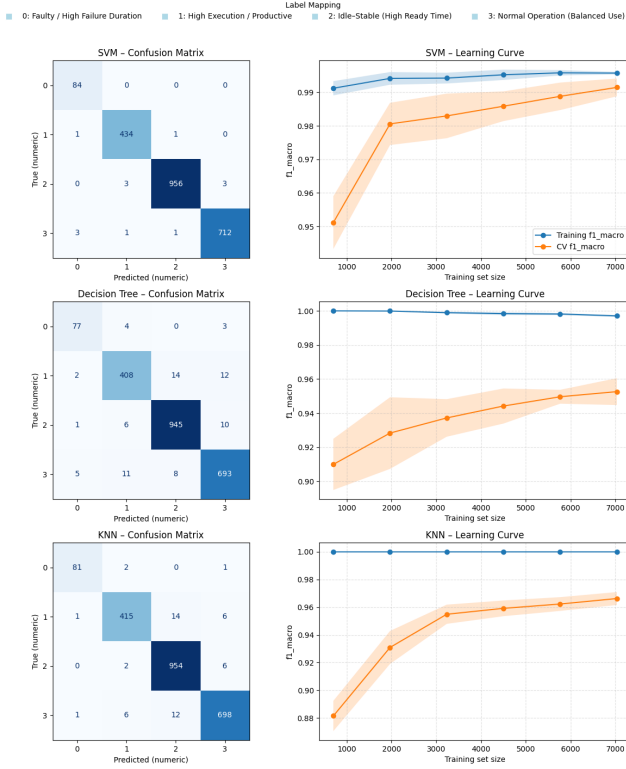 Label Mapping
0: Faulty / High Failure Duration 1: High Execution / Productive 2: Idle–Stable (High Ready Time) 3: Normal Operation (Balanced Use)
SVM – Confusion Matrix
True (numeric)
0 84 0 0 0
1 1 434 1 0
2 0 3 956 3
3 3 1 1 712
0 1 2 3
Predicted (numeric)
SVM – Learning Curve
f1_macro
0.99
0.98
0.97
0.96
0.95
Training f1_macro
CV f1_macro
1000 2000 3000 4000 5000 6000 7000
Training set size
Decision Tree – Confusion Matrix
True (numeric)
0 77 4 0 3
1 2 408 14 12
2 1 6 945 10
3 5 11 8 693
0 1 2 3
Predicted (numeric)
Decision Tree – Learning Curve
f1_macro
1.00
0.98
0.96
0.94
0.92
0.90
1000 2000 3000 4000 5000 6000 7000
Training set size
KNN – Confusion Matrix
True (numeric)
0 81 2 0 1
1 1 415 14 6
2 0 2 954 6
3 1 6 12 698
0 1 2 3
Predicted (numeric)
KNN – Learning Curve
f1_macro
1.00
0.98
0.96
0.94
0.92
0.90
0.88
1000 2000 3000 4000 5000 6000 7000
Training set size